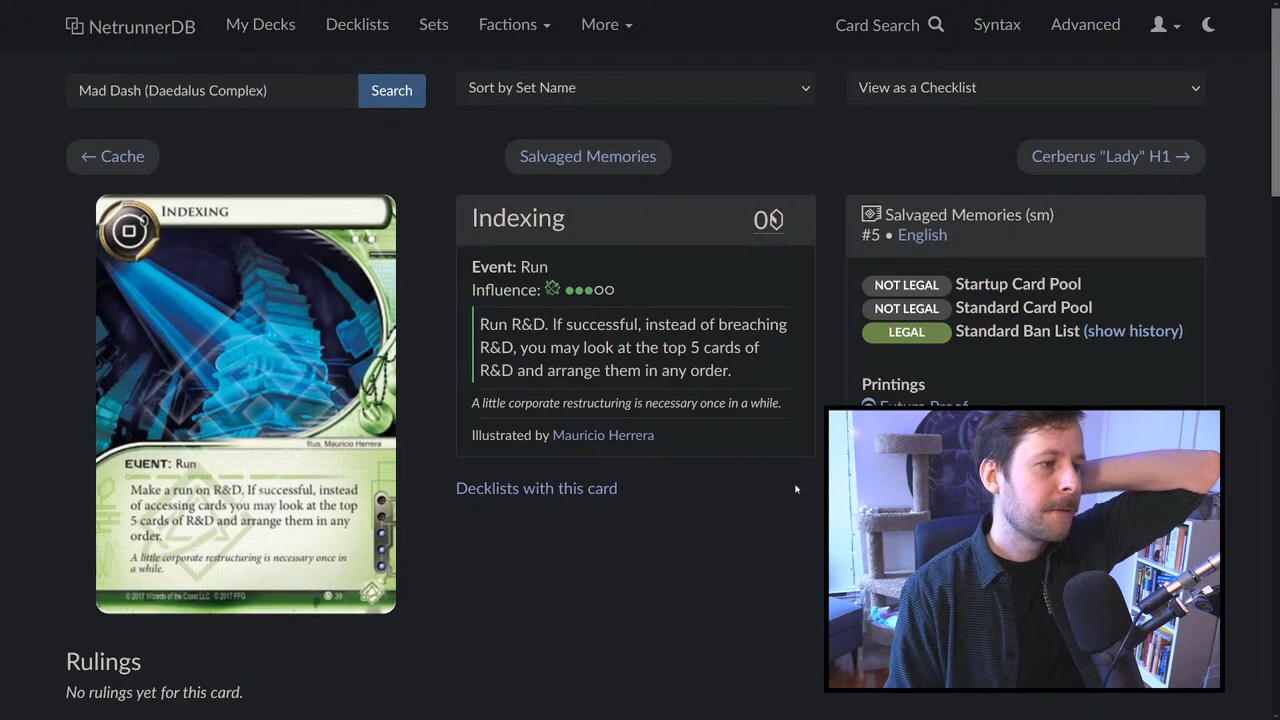 NetrunnerDB My Decks Decklists Sets Factions More Card Search Syntax Advanced
Mad Dash (Daedalus Complex) Search Sort by Set Name View as a Checklist
← Cache Salvaged Memories Cerberus "Lady" H1 →
INDEXING
EVENT: Run
Make a run on R&D. If successful, instead
of accessing cards you may look at the top
5 cards of R&D and arrange them in any
order.
A little corporate restructuring is necessary once in
a while.
Illus. Mauricio Herrera
39
Indexing 0
Event: Run
Influence:
Run R&D. If successful, instead of breaching
R&D, you may look at the top 5 cards of
R&D and arrange them in any order.
A little corporate restructuring is necessary once in a while.
Illustrated by Mauricio Herrera
Decklists with this card
Salvaged Memories (sm)
#5 • English
NOT LEGAL Startup Card Pool
NOT LEGAL Standard Card Pool
LEGAL Standard Ban List (show history)
Printings
Future Proof
Rulings
No rulings yet for this card.